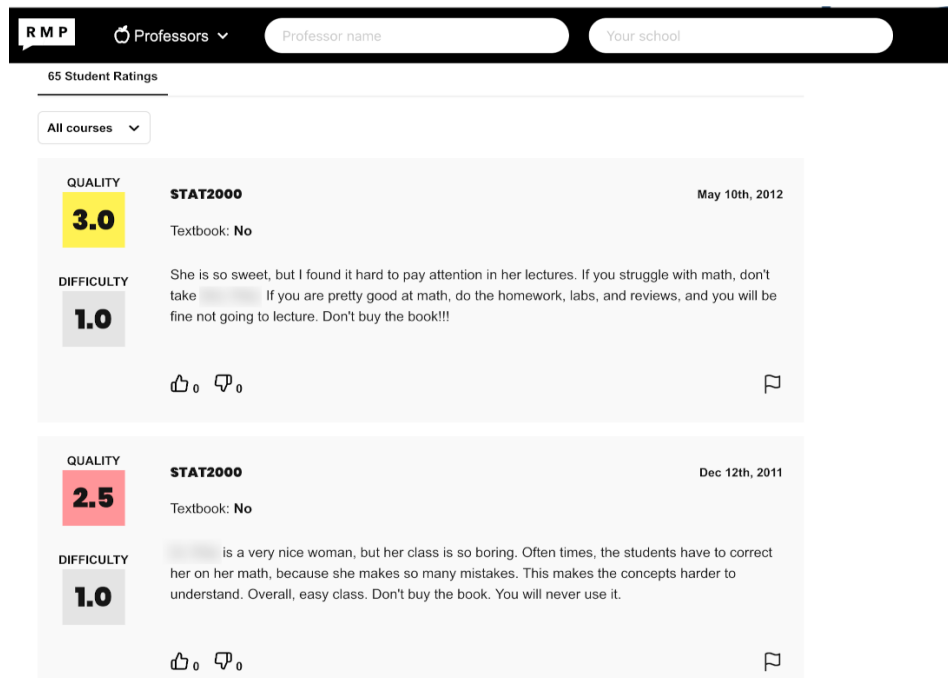 RMP
Professors
Professor name
Your school
65 Student Ratings
All courses
QUALITY
3.0
DIFFICULTY
1.0
STAT2000
May 10th, 2012
Textbook: No
She is so sweet, but I found it hard to pay attention in her lectures. If you struggle with math, don't
take If you are pretty good at math, do the homework, labs, and reviews, and you will be
fine not going to lecture. Don't buy the book!!!
0
0
QUALITY
2.5
DIFFICULTY
1.0
STAT2000
Dec 12th, 2011
Textbook: No
is a very nice woman, but her class is so boring. Often times, the students have to correct
her on her math, because she makes so many mistakes. This makes the concepts harder to
understand. Overall, easy class. Don't buy the book. You will never use it.
0
0